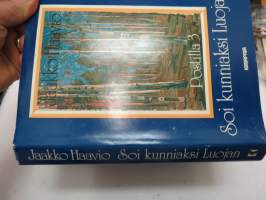 Jaakko Haavio
Postilla 3
Soi kunniaksi Luojan
Jaakko Haavio Soi kunniaksi Luojan